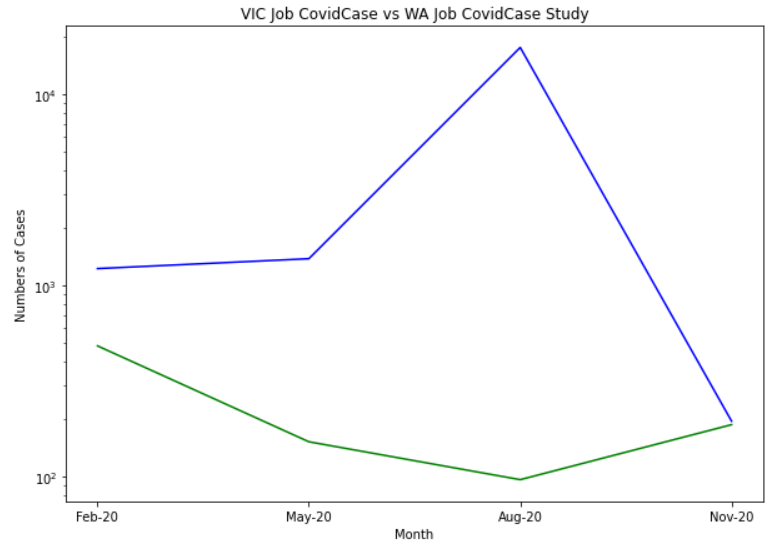 VIC Job CovidCase vs WA Job CovidCase Study
Numbers of Cases
10⁴
10³
10²
Feb-20
May-20
Aug-20
Nov-20
Month